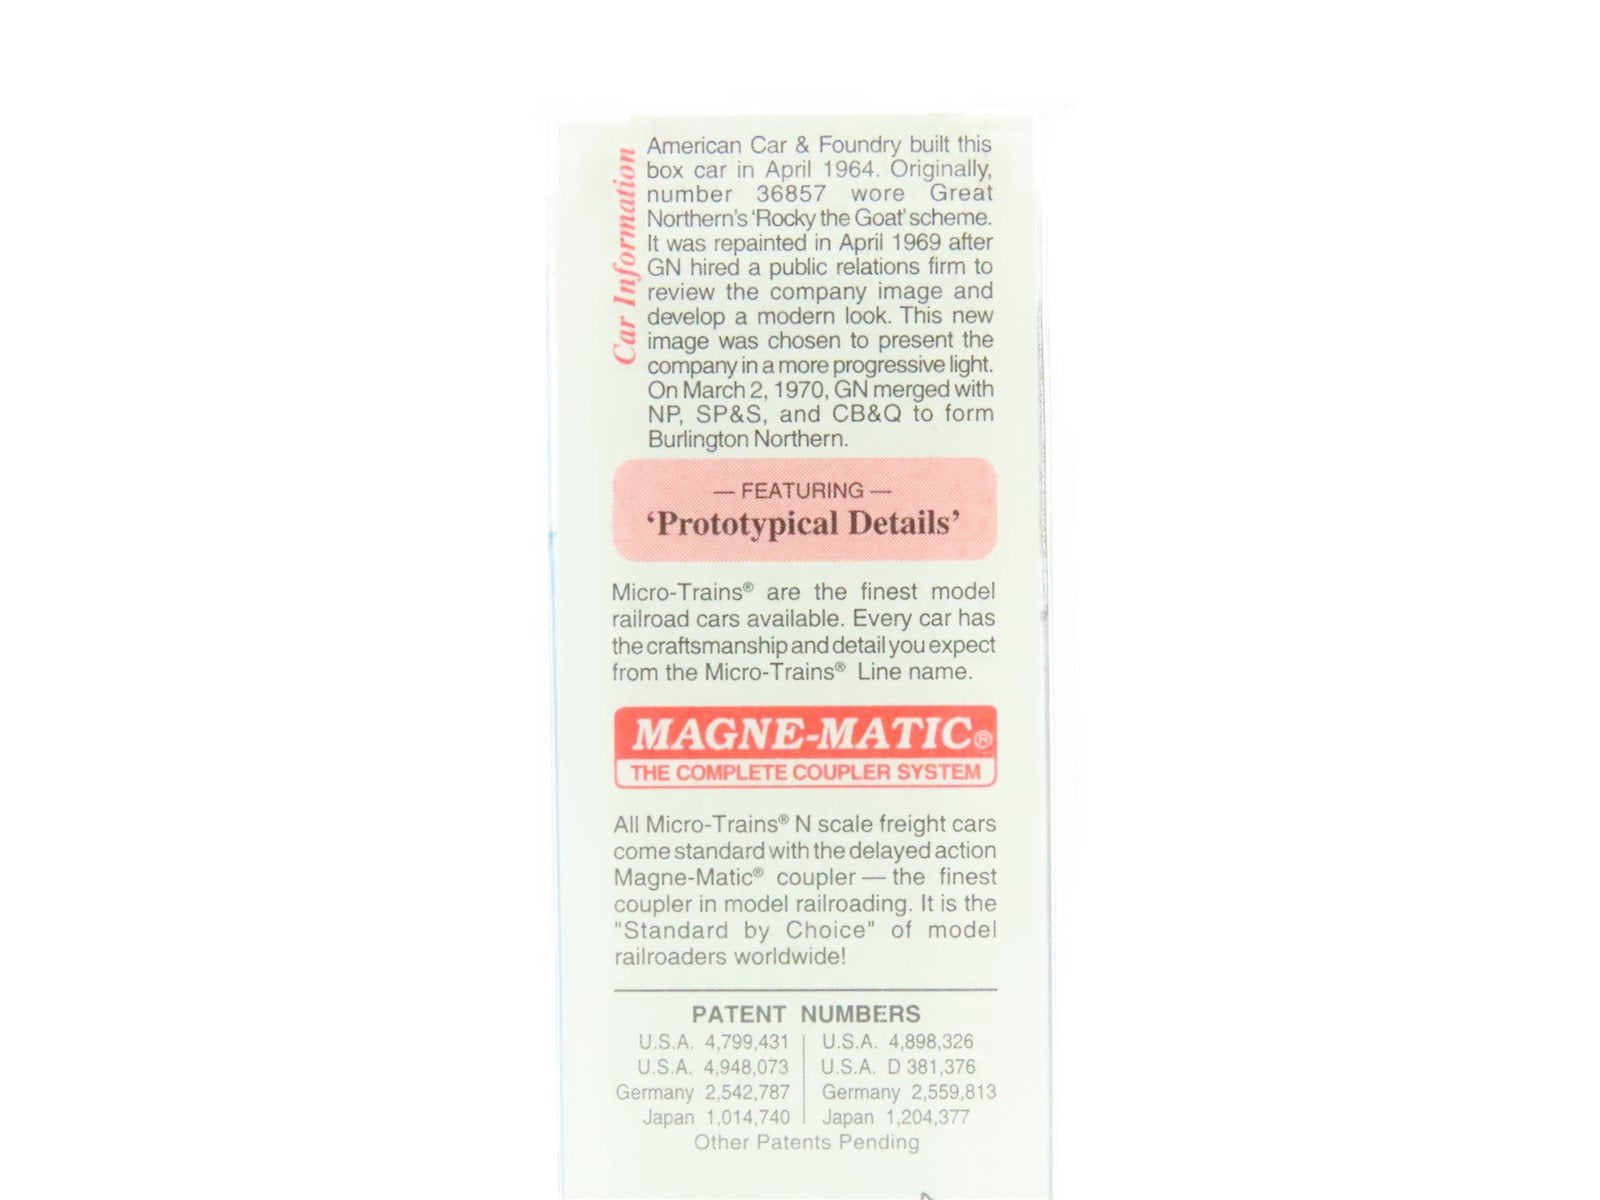 Car Information
American Car & Foundry built this
box car in April 1964. Originally,
number 36857 wore Great
Northern's 'Rocky the Goat' scheme.
It was repainted in April 1969 after
GN hired a public relations firm to
review the company image and
develop a modern look. This new
image was chosen to present the
company in a more progressive light.
On March 2, 1970, GN merged with
NP, SP&S, and CB&Q to form
Burlington Northern.
— FEATURING —
'Prototypical Details'
Micro-Trains® are the finest model
railroad cars available. Every car has
the craftsmanship and detail you expect
from the Micro-Trains® Line name.
MAGNE-MATIC®
THE COMPLETE COUPLER SYSTEM
All Micro-Trains® N scale freight cars
come standard with the delayed action
Magne-Matic® coupler — the finest
coupler in model railroading. It is the
"Standard by Choice" of model
railroaders worldwide!
PATENT NUMBERS
U.S.A. 4,799,431 U.S.A. 4,898,326
U.S.A. 4,948,073 U.S.A. D 381,376
Germany 2,542,787 Germany 2,559,813
Japan 1,014,740 Japan 1,204,377
Other Patents Pending